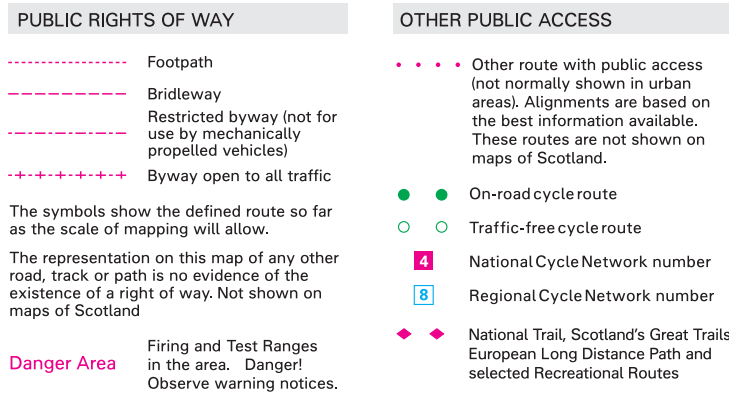 PUBLIC RIGHTS OF WAY
Footpath
Bridleway
Restricted byway (not for
use by mechanically
propelled vehicles)
Byway open to all traffic
The symbols show the defined route so far
as the scale of mapping will allow.
The representation on this map of any other
road, track or path is no evidence of the
existence of a right of way. Not shown on
maps of Scotland
Danger Area
Firing and Test Ranges
in the area. Danger!
Observe warning notices.
OTHER PUBLIC ACCESS
Other route with public access
(not normally shown in urban
areas). Alignments are based on
the best information available.
These routes are not shown on
maps of Scotland.
On-road cycle route
Traffic-free cycle route
4 National Cycle Network number
8 Regional Cycle Network number
National Trail, Scotland's Great Trails
European Long Distance Path and
selected Recreational Routes